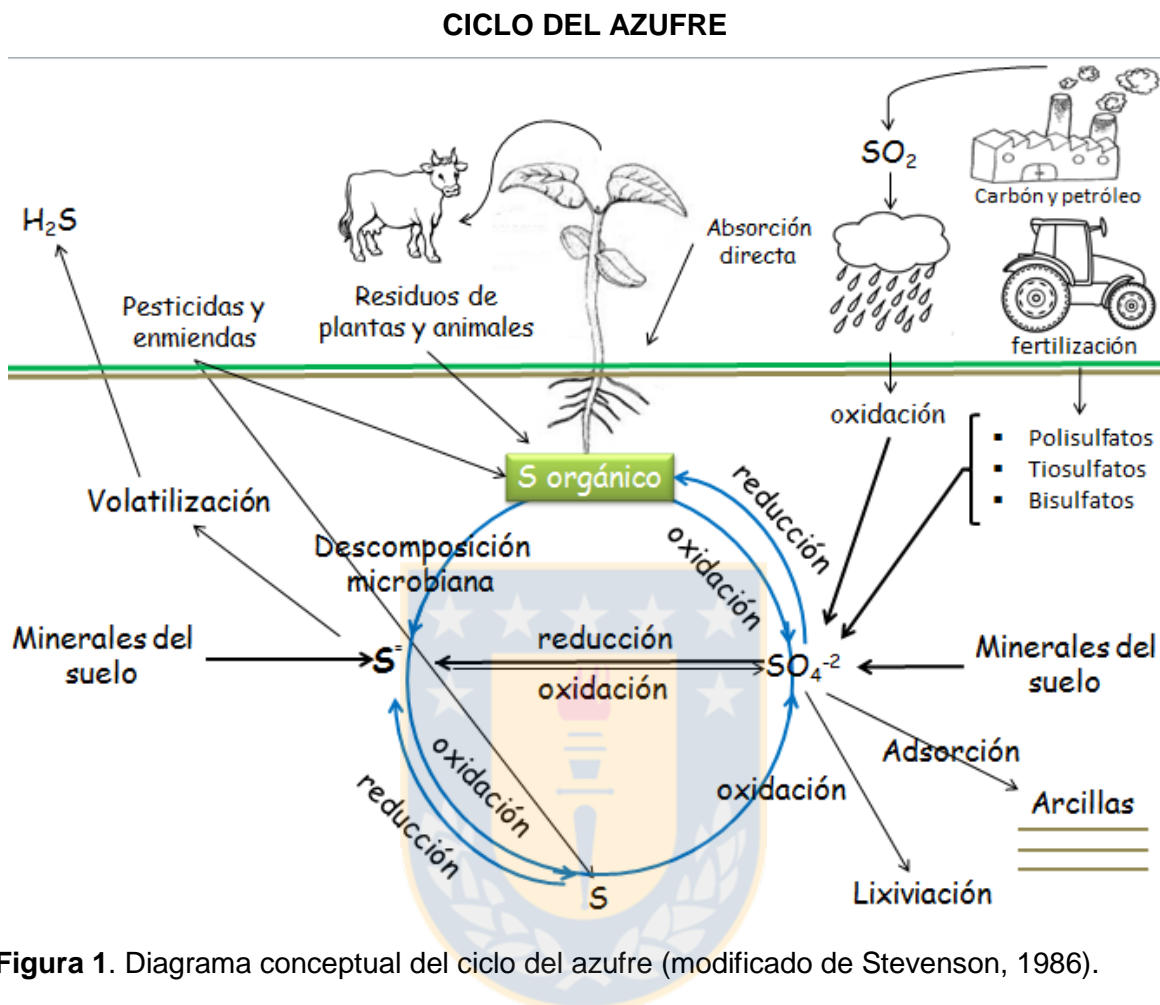 CICLO DEL AZUFRE
SO₂
Carbón y petróleo
H₂S
Absorción
directa
Pesticidas y
enmiendas
Residuos de
plantas y animales
fertilización
oxidación
▪ Polisulfatos
▪ Tiosulfatos
▪ Bisulfatos
S orgánico
reducción
oxidación
Volatilización
Descomposición
microbiana
Minerales del
suelo
S⁼
reducción
oxidación
SO₄⁻²
Minerales del
suelo
oxidación
reducción
oxidación
Adsorción
Arcillas
S
Lixiviación
Figura 1. Diagrama conceptual del ciclo del azufre (modificado de Stevenson, 1986).